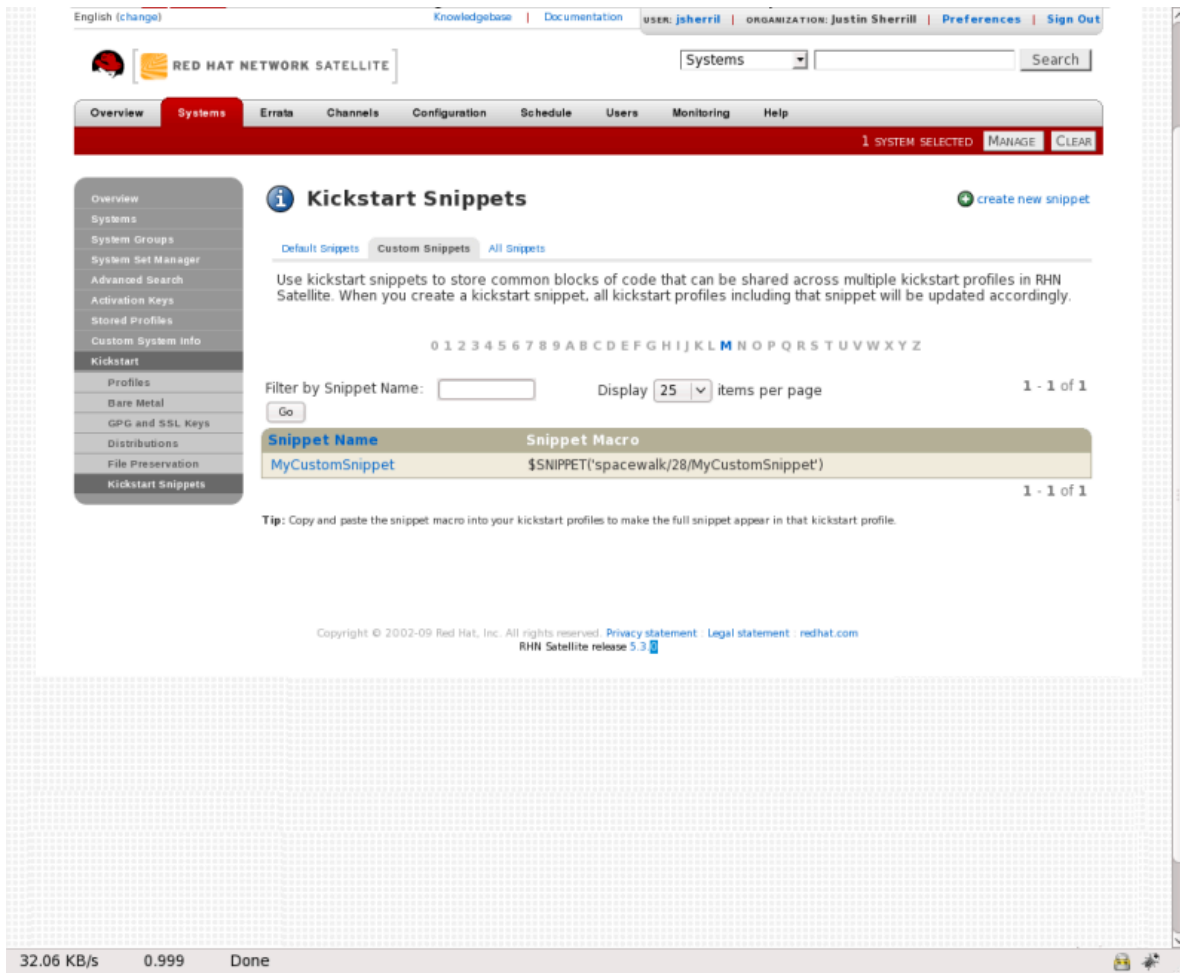 English (change)
Knowledgebase | Documentation
USER: jsherril | ORGANIZATION: Justin Sherrill | Preferences | Sign Out
RED HAT NETWORK SATELLITE
Systems
Search
Overview Systems Errata Channels Configuration Schedule Users Monitoring Help
1 SYSTEM SELECTED MANAGE CLEAR
Overview
Systems
System Groups
System Set Manager
Advanced Search
Activation Keys
Stored Profiles
Custom System Info
Kickstart
Profiles
Bare Metal
GPG and SSL Keys
Distributions
File Preservation
Kickstart Snippets
Kickstart Snippets
create new snippet
Default Snippets Custom Snippets All Snippets
Use kickstart snippets to store common blocks of code that can be shared across multiple kickstart profiles in RHN
Satellite. When you create a kickstart snippet, all kickstart profiles including that snippet will be updated accordingly.
0 1 2 3 4 5 6 7 8 9 A B C D E F G H I J K L M N O P Q R S T U V W X Y Z
Filter by Snippet Name:
Display 25 items per page
1 - 1 of 1
Go
Snippet Name Snippet Macro
MyCustomSnippet $SNIPPET('spacewalk/28/MyCustomSnippet')
1 - 1 of 1
Tip: Copy and paste the snippet macro into your kickstart profiles to make the full snippet appear in that kickstart profile.
Copyright © 2002-09 Red Hat, Inc. All rights reserved. Privacy statement : Legal statement : redhat.com
RHN Satellite release 5.3.0
32.06 KB/s 0.999 Done